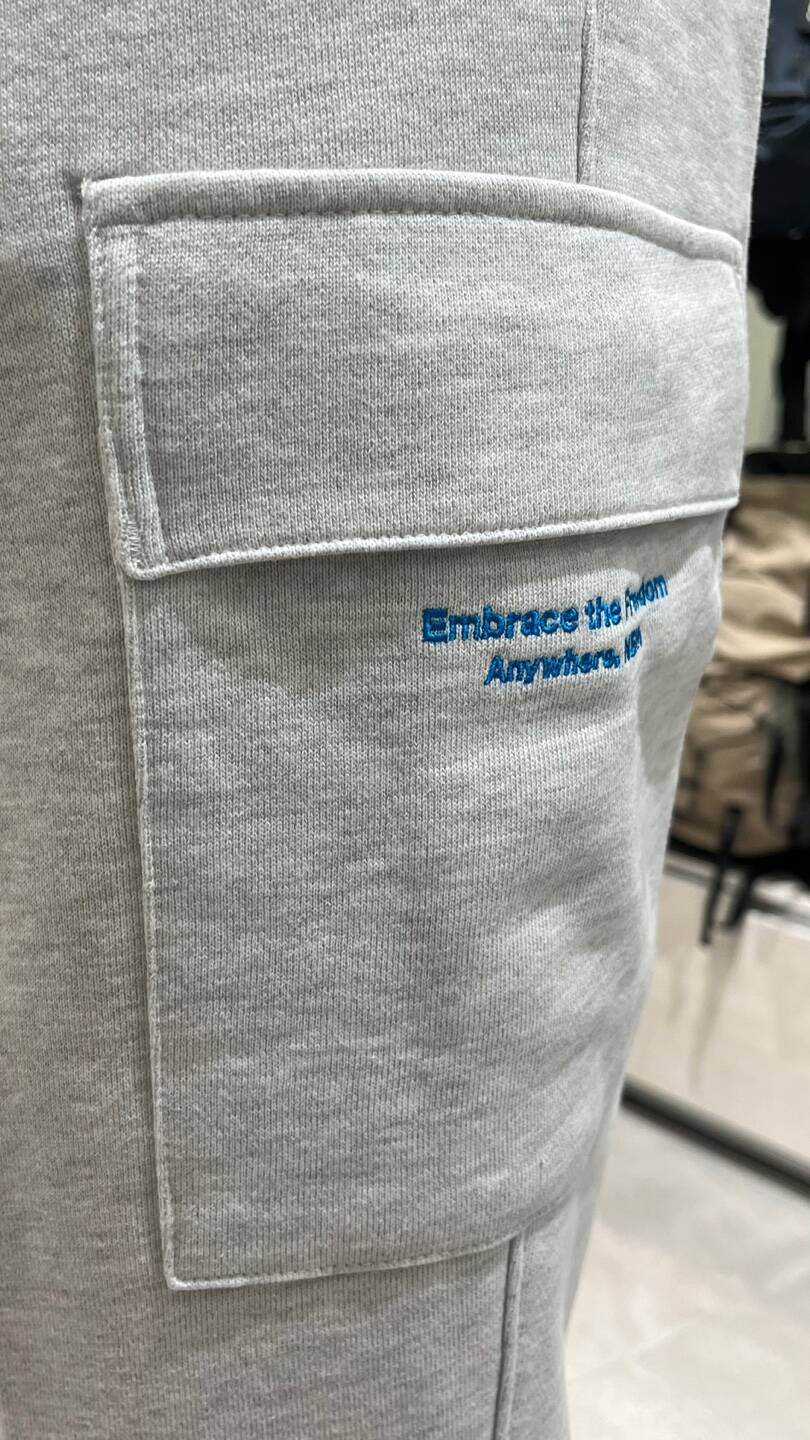 Embrace the Freedom
Anywhere,